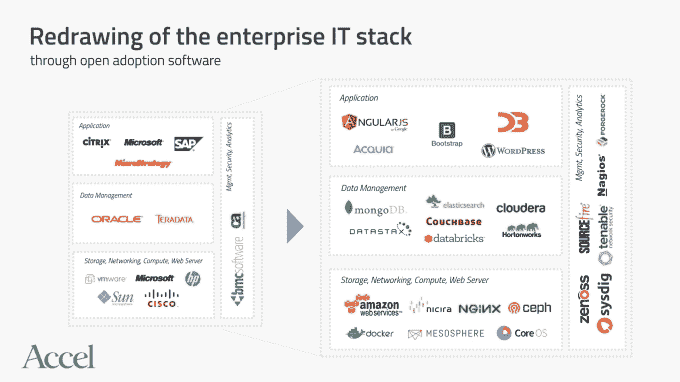 Redrawing of the enterprise IT stack
through open adoption software
Application
CITRIX Microsoft SAP
MicroStrategy
Data Management
ORACLE TERADATA
Storage, Networking, Compute, Web Server
vmware Microsoft hp
Sun CISCO
Mgmt, Security, Analytics
ca
bmcsoftware
Application
ANGULARJS
by Google
Bootstrap
D3
ACQUIA
WORDPRESS
Data Management
mongoDB elasticsearch cloudera
DATASTAX Couchbase Hortonworks
databricks
Storage, Networking, Compute, Web Server
amazon
web services
nicira NGINX ceph
docker MESOSPHERE CoreOS
Mgmt, Security, Analytics
FORGEROCK
Nagios
SOURCEfire
tenable
network security
zenoss
sysdig
Accel